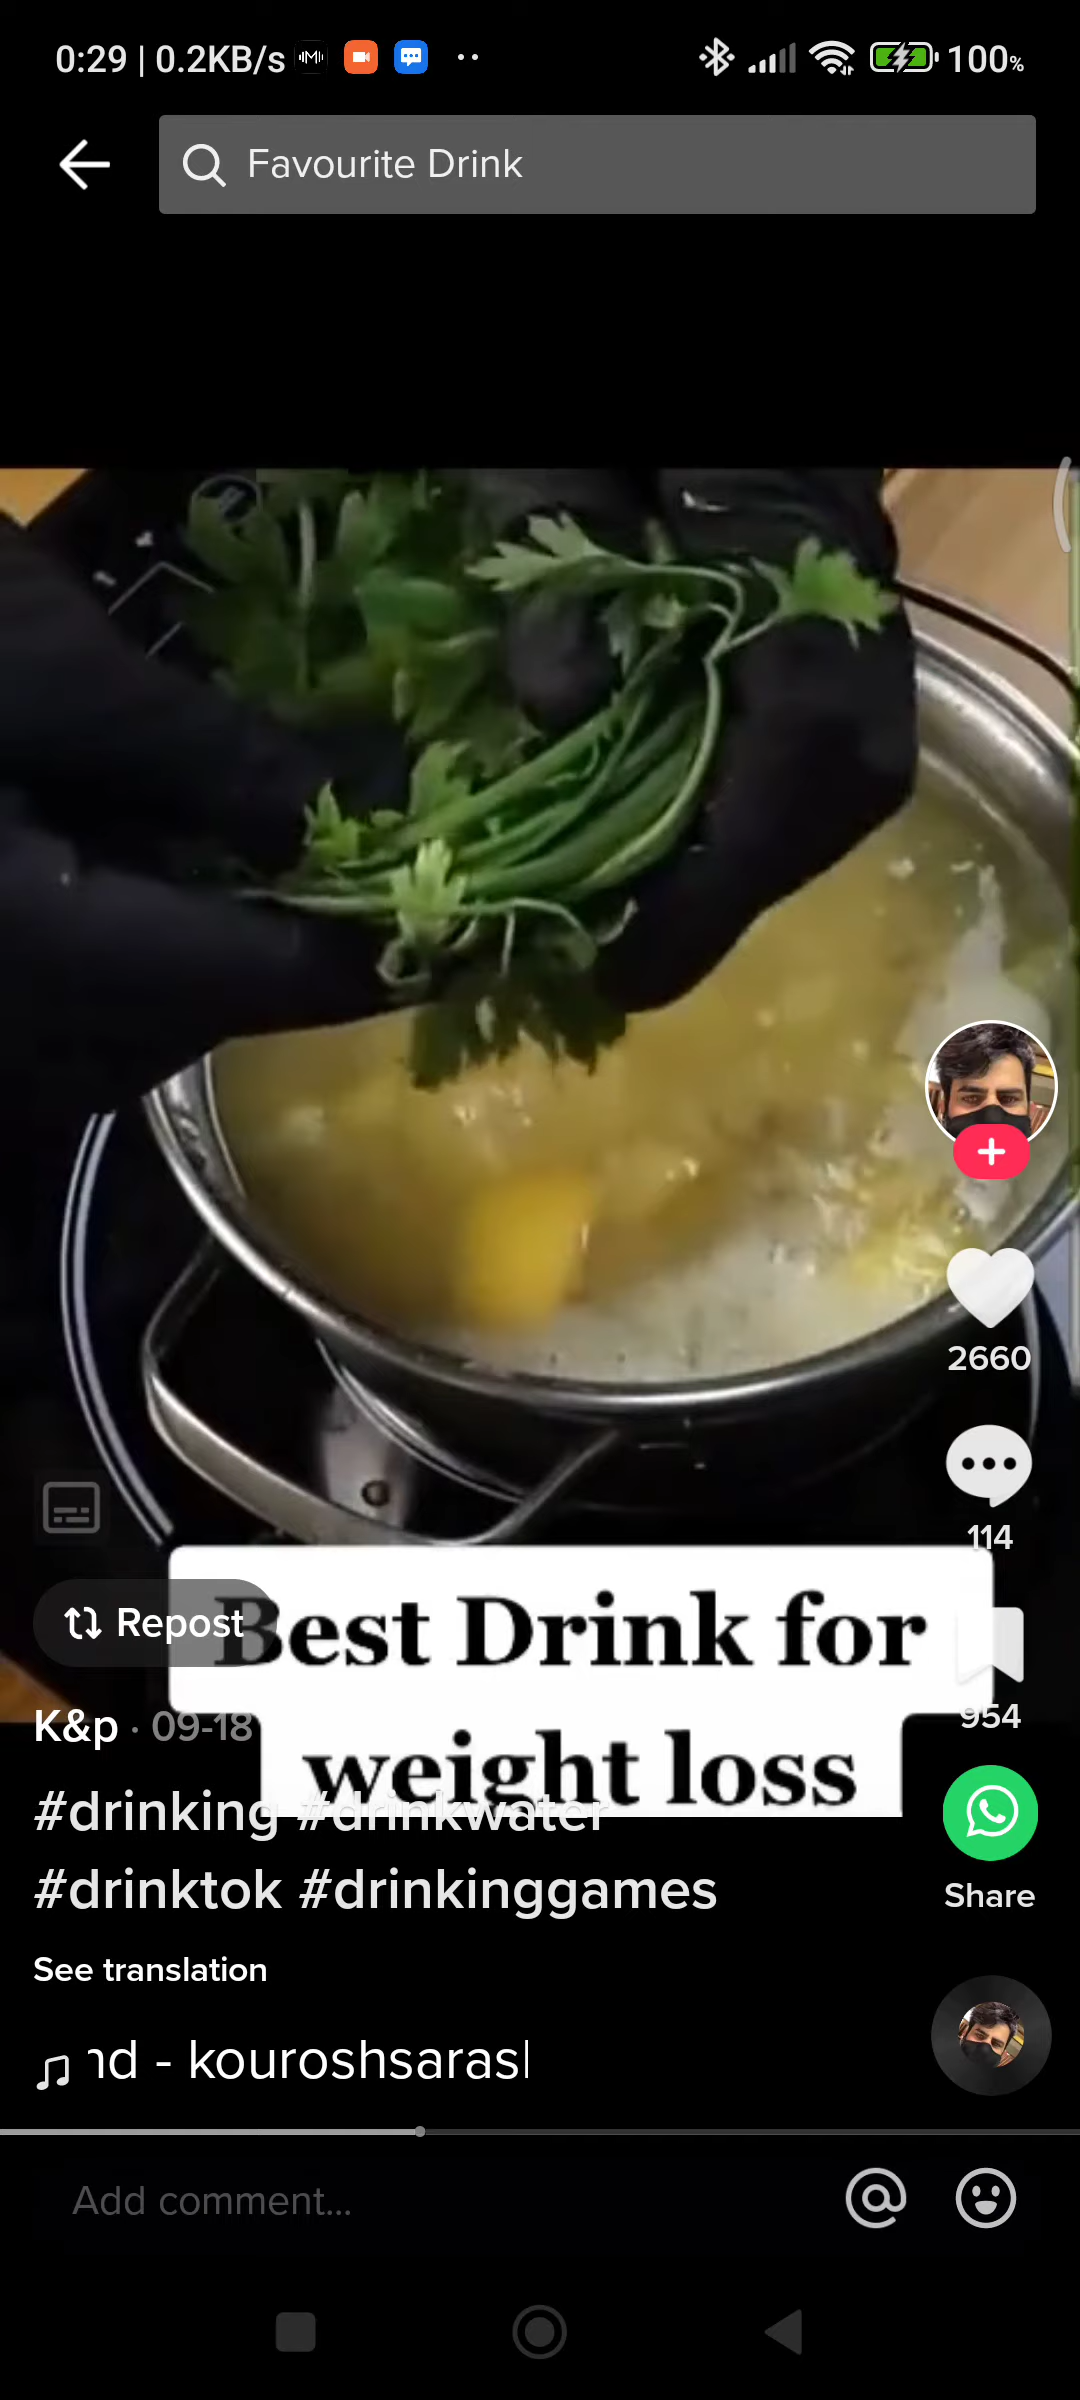 0:29 | 0.2KB/s
100%
Favourite Drink
2660
114
Best Drink for
Repost
K&p · 09-18
954
weight loss
#drinking #drinkwater
#drinktok #drinkinggames
Share
See translation
nd - kouroshsaras
Add comment...